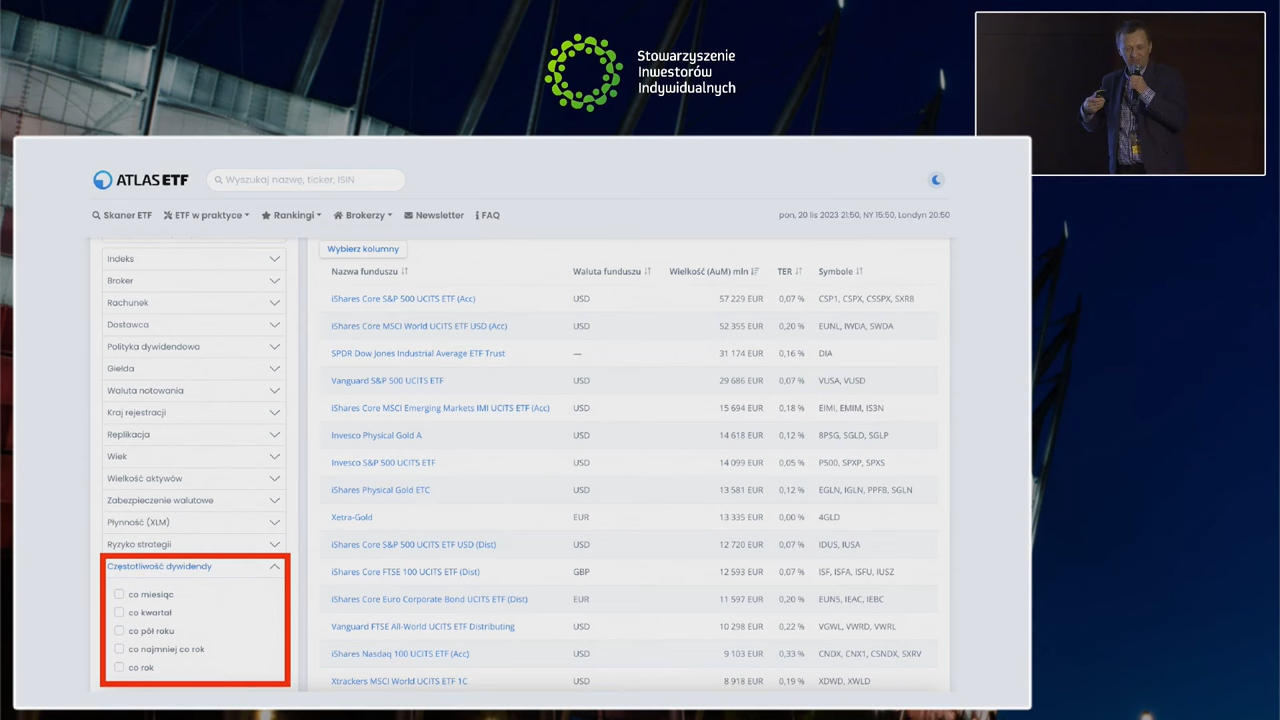 Stowarzyszenie
Inwestorów
Indywidualnych
ATLAS ETF
Wyszukaj nazwę, ticker, ISIN
Skaner ETF ETF w praktyce Rankingi Brokerzy Newsletter FAQ
pon, 20 lis 2023 21:50, NY 15:50, Londyn 20:50
Indeks
Broker
Rachunek
Dostawca
Polityka dywidendowa
Giełda
Waluta notowania
Kraj rejestracji
Replikacja
Wiek
Wielkość aktywów
Zabezpieczenie walutowe
Płynność (XLM)
Ryzyko strategii
Częstotliwość dywidendy
co miesiąc
co kwartał
co pół roku
co najmniej co rok
co rok
Wybierz kolumny
Nazwa funduszu Waluta funduszu Wielkość (AuM) mln TER Symbole
iShares Core S&P 500 UCITS ETF (Acc) USD 57 229 EUR 0,07 % CSP1, CSPX, CSSPX, SXR8
iShares Core MSCI World UCITS ETF USD (Acc) USD 52 355 EUR 0,20 % EUNL, IWDA, SWDA
SPDR Dow Jones Industrial Average ETF Trust — 31 174 EUR 0,16 % DIA
Vanguard S&P 500 UCITS ETF USD 29 686 EUR 0,07 % VUSA, VUSD
iShares Core MSCI Emerging Markets IMI UCITS ETF (Acc) USD 15 694 EUR 0,18 % EIMI, EMIM, IS3N
Invesco Physical Gold A USD 14 618 EUR 0,12 % 8PSG, SGLD, SGLP
Invesco S&P 500 UCITS ETF USD 14 099 EUR 0,05 % P500, SPXP, SPXS
iShares Physical Gold ETC USD 13 581 EUR 0,12 % EGLN, IGLN, PPFB, SGLN
Xetra-Gold EUR 13 335 EUR 0,00 % 4GLD
iShares Core S&P 500 UCITS ETF USD (Dist) USD 12 720 EUR 0,07 % IDUS, IUSA
iShares Core FTSE 100 UCITS ETF (Dist) GBP 12 593 EUR 0,07 % ISF, ISFA, ISFU, IUSZ
iShares Core Euro Corporate Bond UCITS ETF (Dist) EUR 11 597 EUR 0,20 % EUN5, IEAC, IEBC
Vanguard FTSE All-World UCITS ETF Distributing USD 10 298 EUR 0,22 % VGWL, VWRD, VWRL
iShares Nasdaq 100 UCITS ETF (Acc) USD 9 103 EUR 0,33 % CNDX, CNX1, CSNDX, SXRV
Xtrackers MSCI World UCITS ETF 1C USD 8 918 EUR 0,19 % XDWD, XWLD